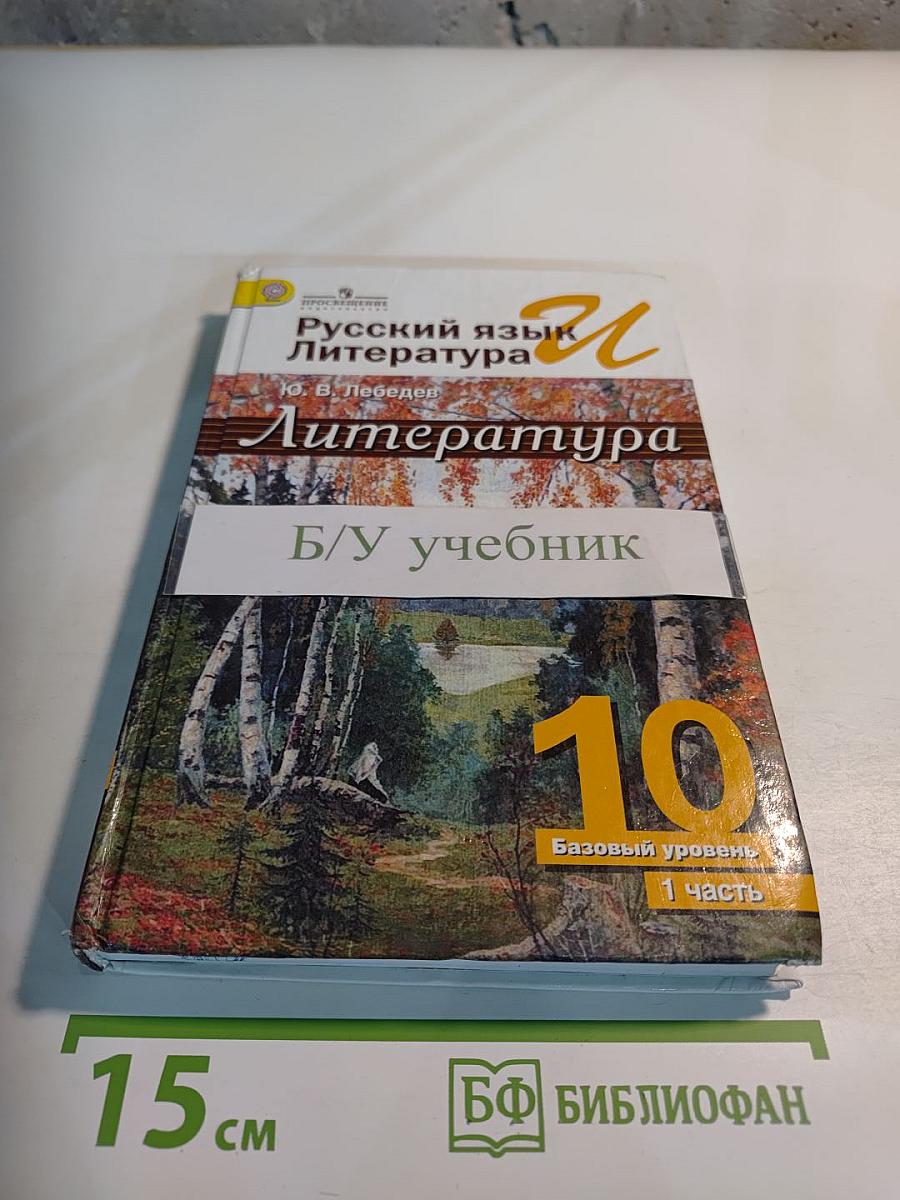 ПРОСВЕЩЕНИЕ
Русский язык
Литература
И
Ю. В. Лебедев
Литература
Б/У учебник
10
Базовый уровень
1 часть
15 см
БФ БИБЛИОФАН